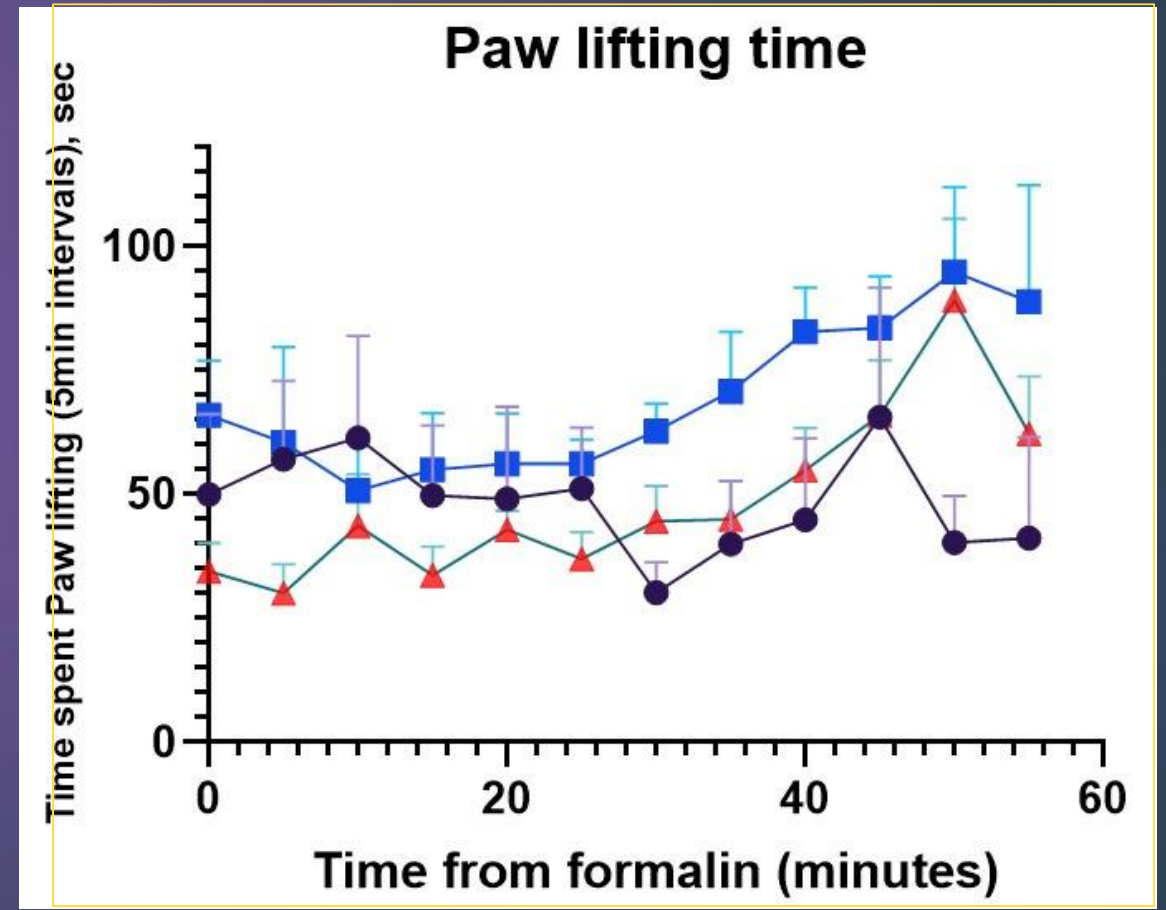 Paw lifting time
Time spent Paw lifting (5min intervals), sec
100
50
0
0 20 40 60
Time from formalin (minutes)